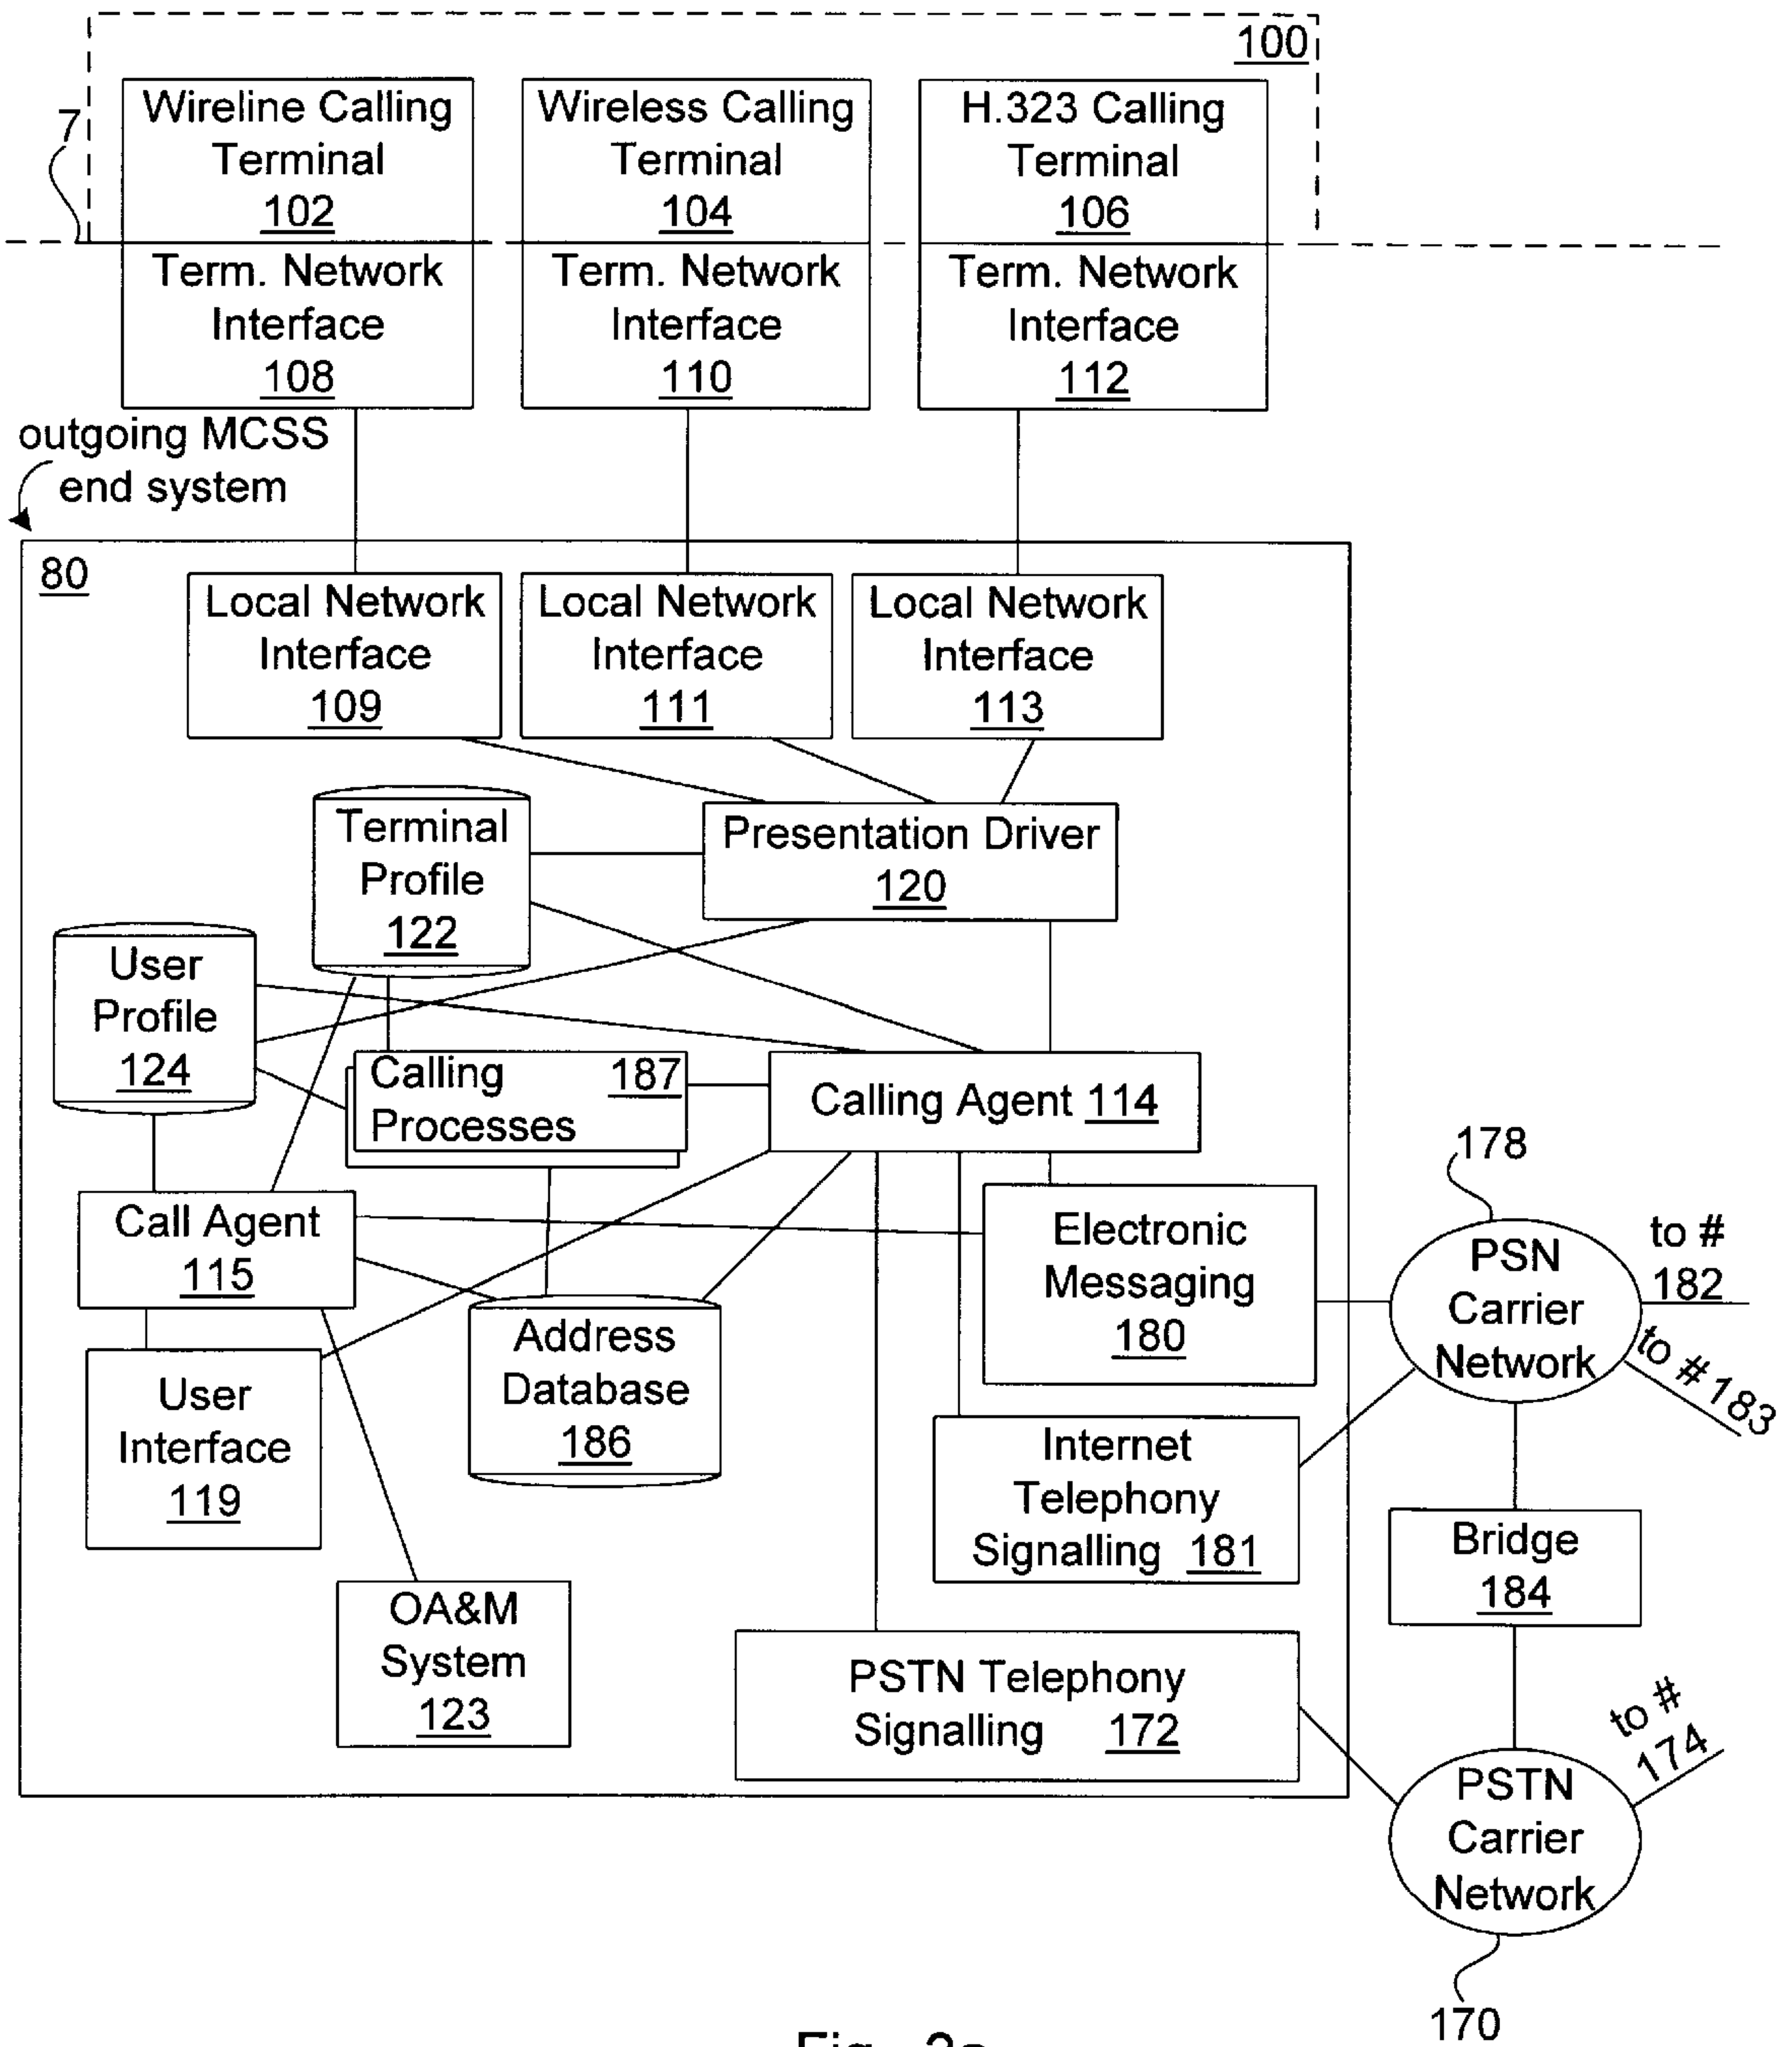 100
Wireline Calling
Terminal
102
Wireless Calling
Terminal
104
H.323 Calling
Terminal
106
7
Term. Network
Interface
108
Term. Network
Interface
110
Term. Network
Interface
112
outgoing MCSS
end system
80
Local Network
Interface
109
Local Network
Interface
111
Local Network
Interface
113
Terminal
Profile
122
Presentation Driver
120
User
Profile
124
Calling 187
Processes
Calling Agent 114
178
Call Agent
115
Electronic
Messaging
180
PSN
Carrier
Network
to #
182
to # 183
User
Interface
119
Address
Database
186
Internet
Telephony
Signalling 181
Bridge
184
OA&M
System
123
PSTN Telephony
Signalling 172
to #
174
PSTN
Carrier
Network
170